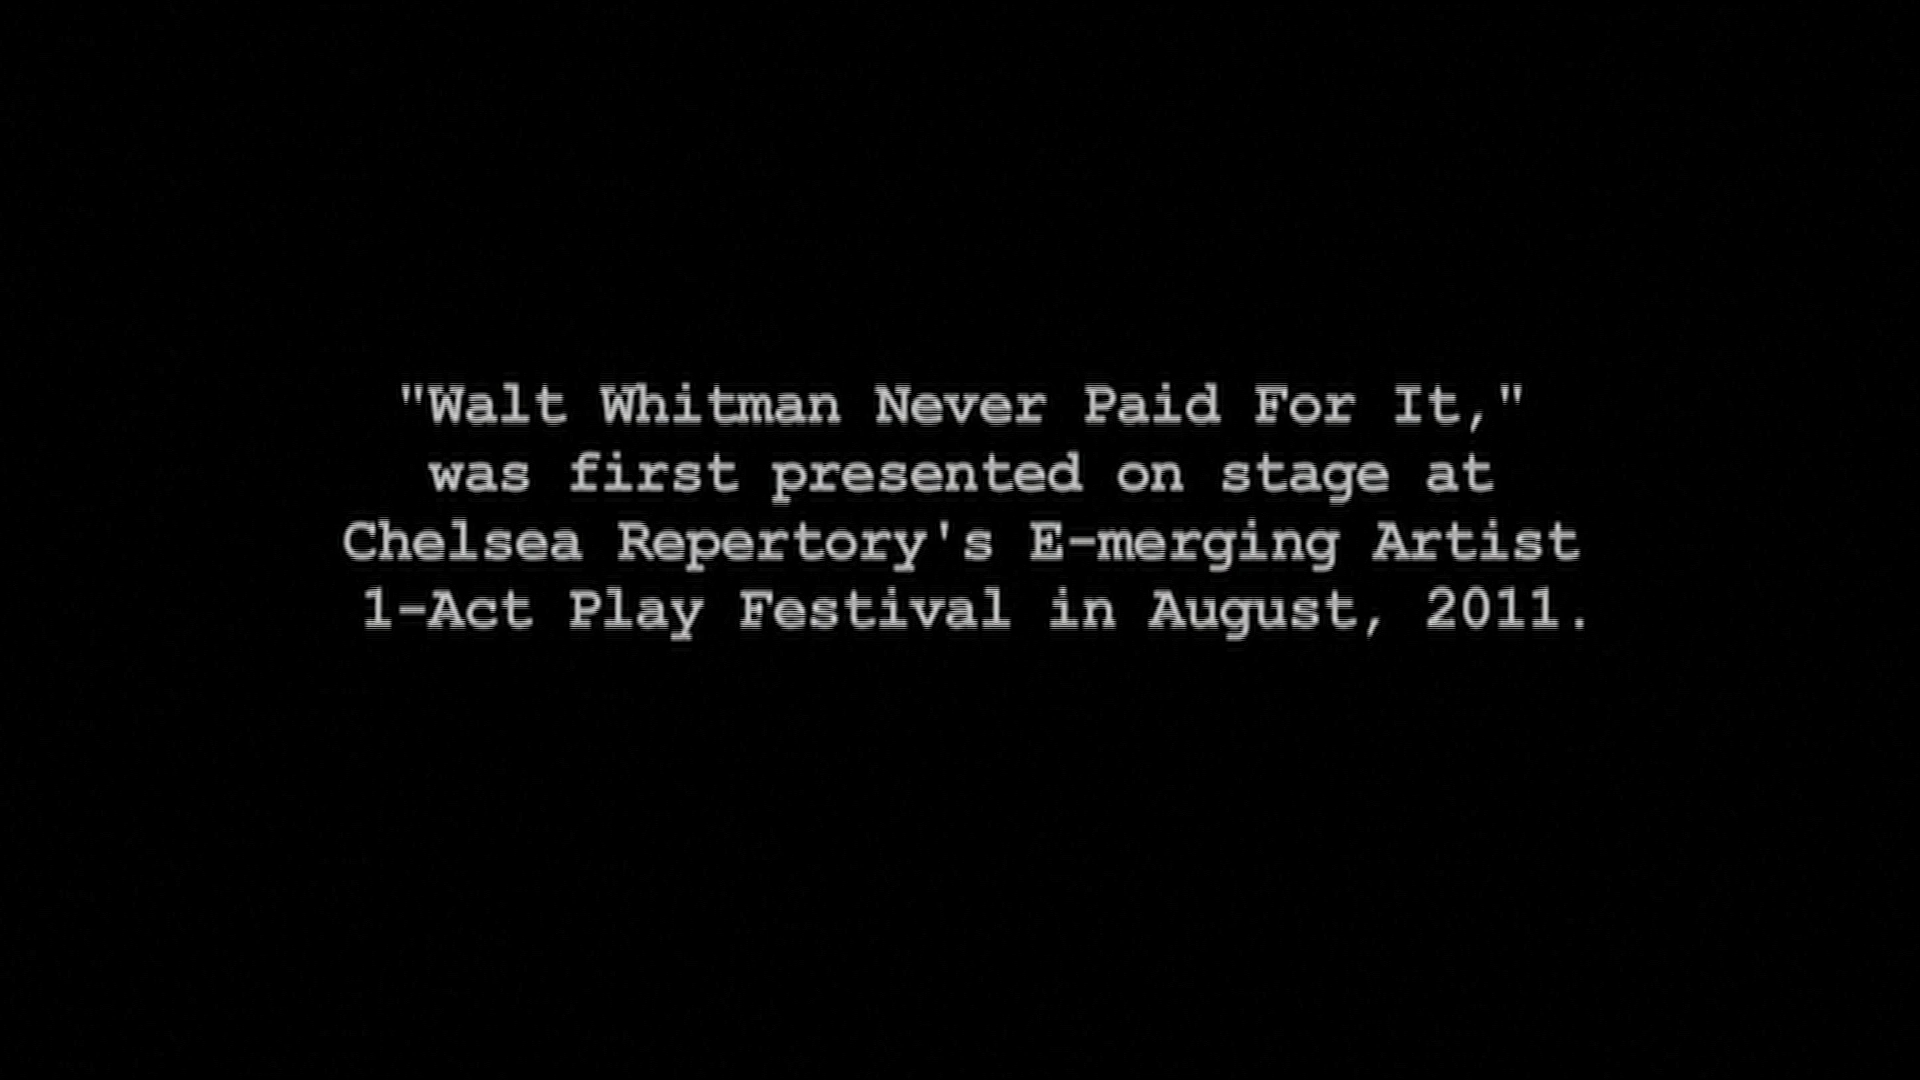 "Walt Whitman Never Paid For It,"
was first presented on stage at
Chelsea Repertory's E-merging Artist
1-Act Play Festival in August, 2011.